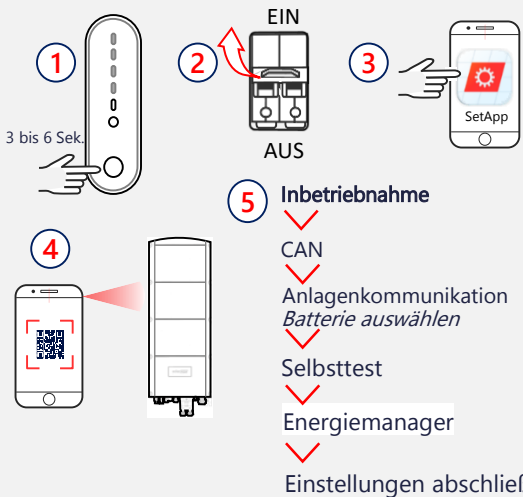 1
3 bis 6 Sek.
2
EIN
AUS
3
SetApp
4
5
Inbetriebnahme
CAN
Anlagenkommunikation
Batterie auswählen
Selbsttest
Energiemanager
Einstellungen abschließ